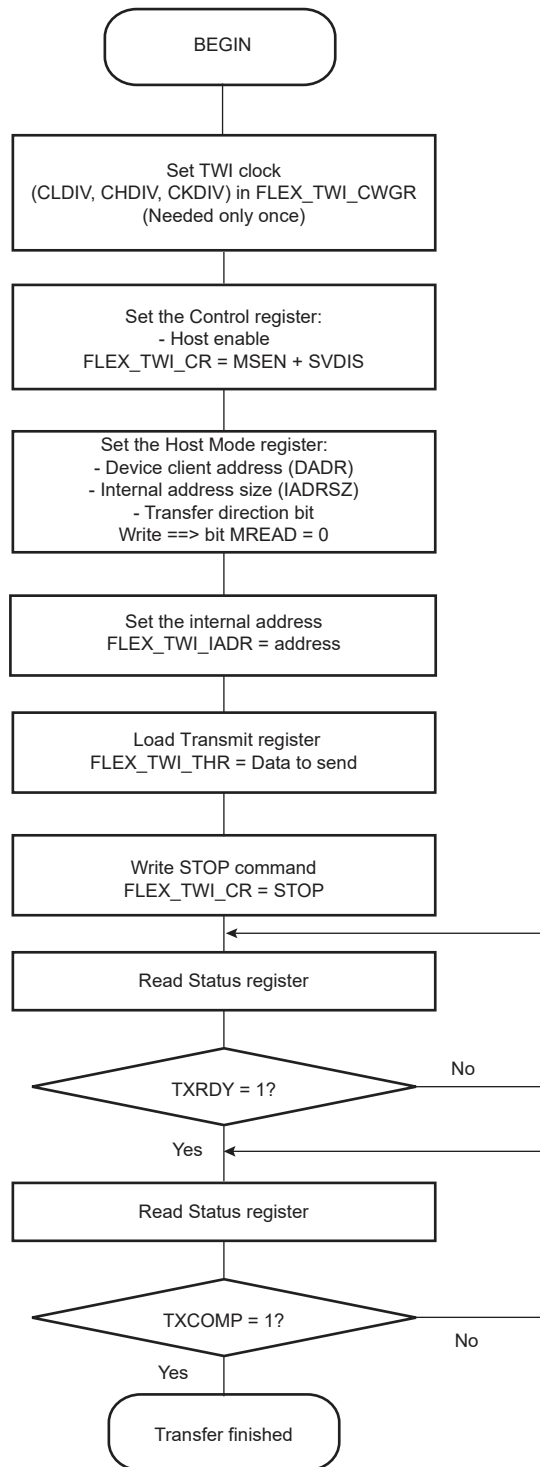 BEGIN
Set TWI clock
(CLDIV, CHDIV, CKDIV) in FLEX_TWI_CWGR
(Needed only once)
Set the Control register:
- Host enable
FLEX_TWI_CR = MSEN + SVDIS
Set the Host Mode register:
- Device client address (DADR)
- Internal address size (IADRSZ)
- Transfer direction bit
Write ==> bit MREAD = 0
Set the internal address
FLEX_TWI_IADR = address
Load Transmit register
FLEX_TWI_THR = Data to send
Write STOP command
FLEX_TWI_CR = STOP
Read Status register
TXRDY = 1?
No
Yes
Read Status register
TXCOMP = 1?
No
Yes
Transfer finished